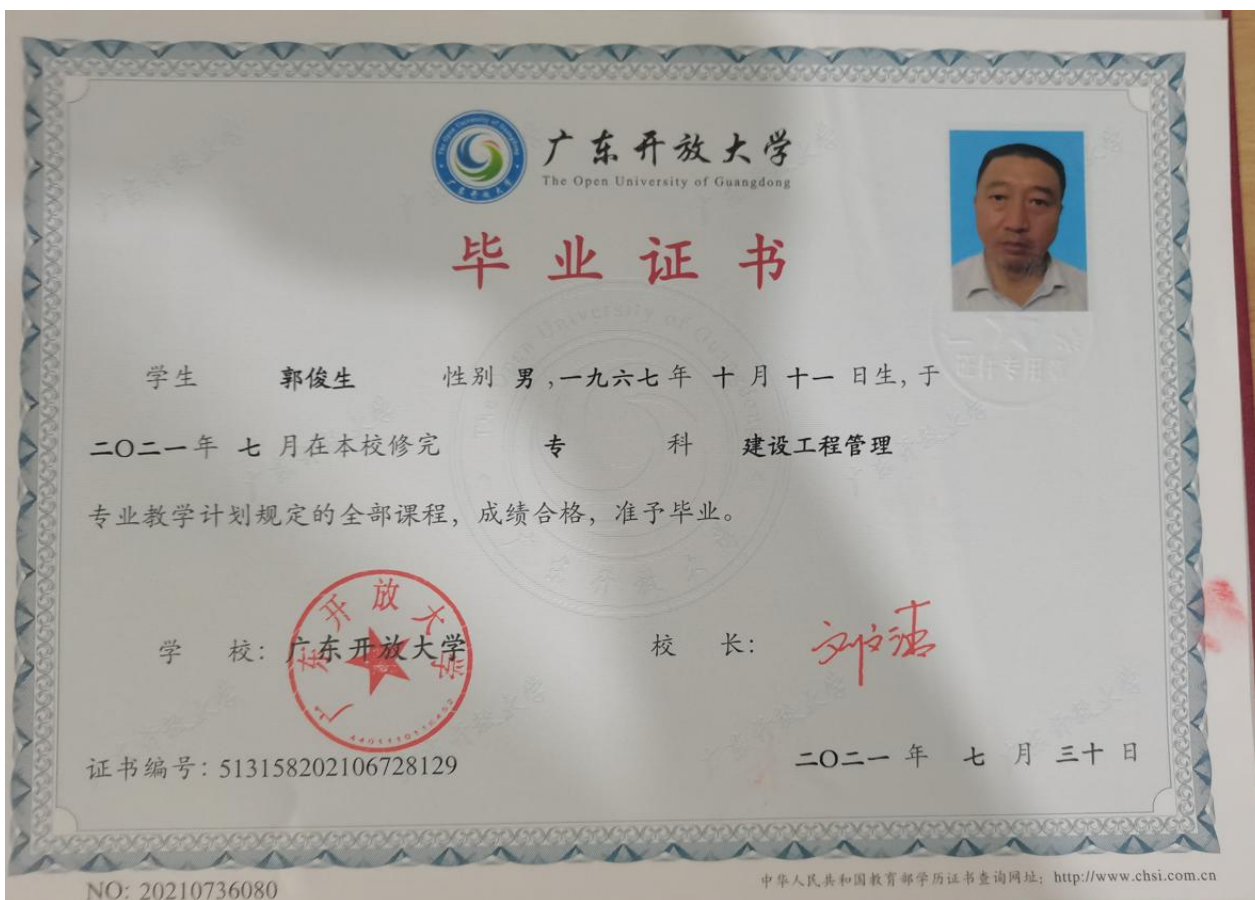 广东开放大学
The Open University of Guangdong
毕业证书
学生 郭俊生 性别 男,一九六七年 十 月 十一 日生,于
二〇二一年 七 月在本校修完 专 科 建设工程管理
专业教学计划规定的全部课程，成绩合格，准予毕业。
学 校：广东开放大学 校 长：
广东开放大学
证书编号：513158202106728129 二〇二一 年 七 月 三十 日
NO: 20210736080 中华人民共和国教育部学历证书查询网址：http://www.chsi.com.cn